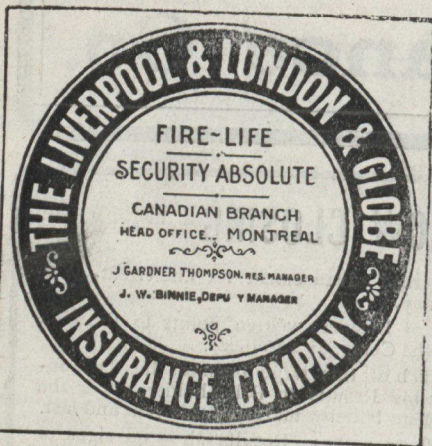 THE LIVERPOOL & LONDON & GLOBE
INSURANCE COMPANY
FIRE~LIFE
SECURITY ABSOLUTE
CANADIAN BRANCH
HEAD OFFICE.. MONTREAL
J GARDNER THOMPSON. RES. MANAGER
J. W. BINNIE, DEPU Y MANAGER